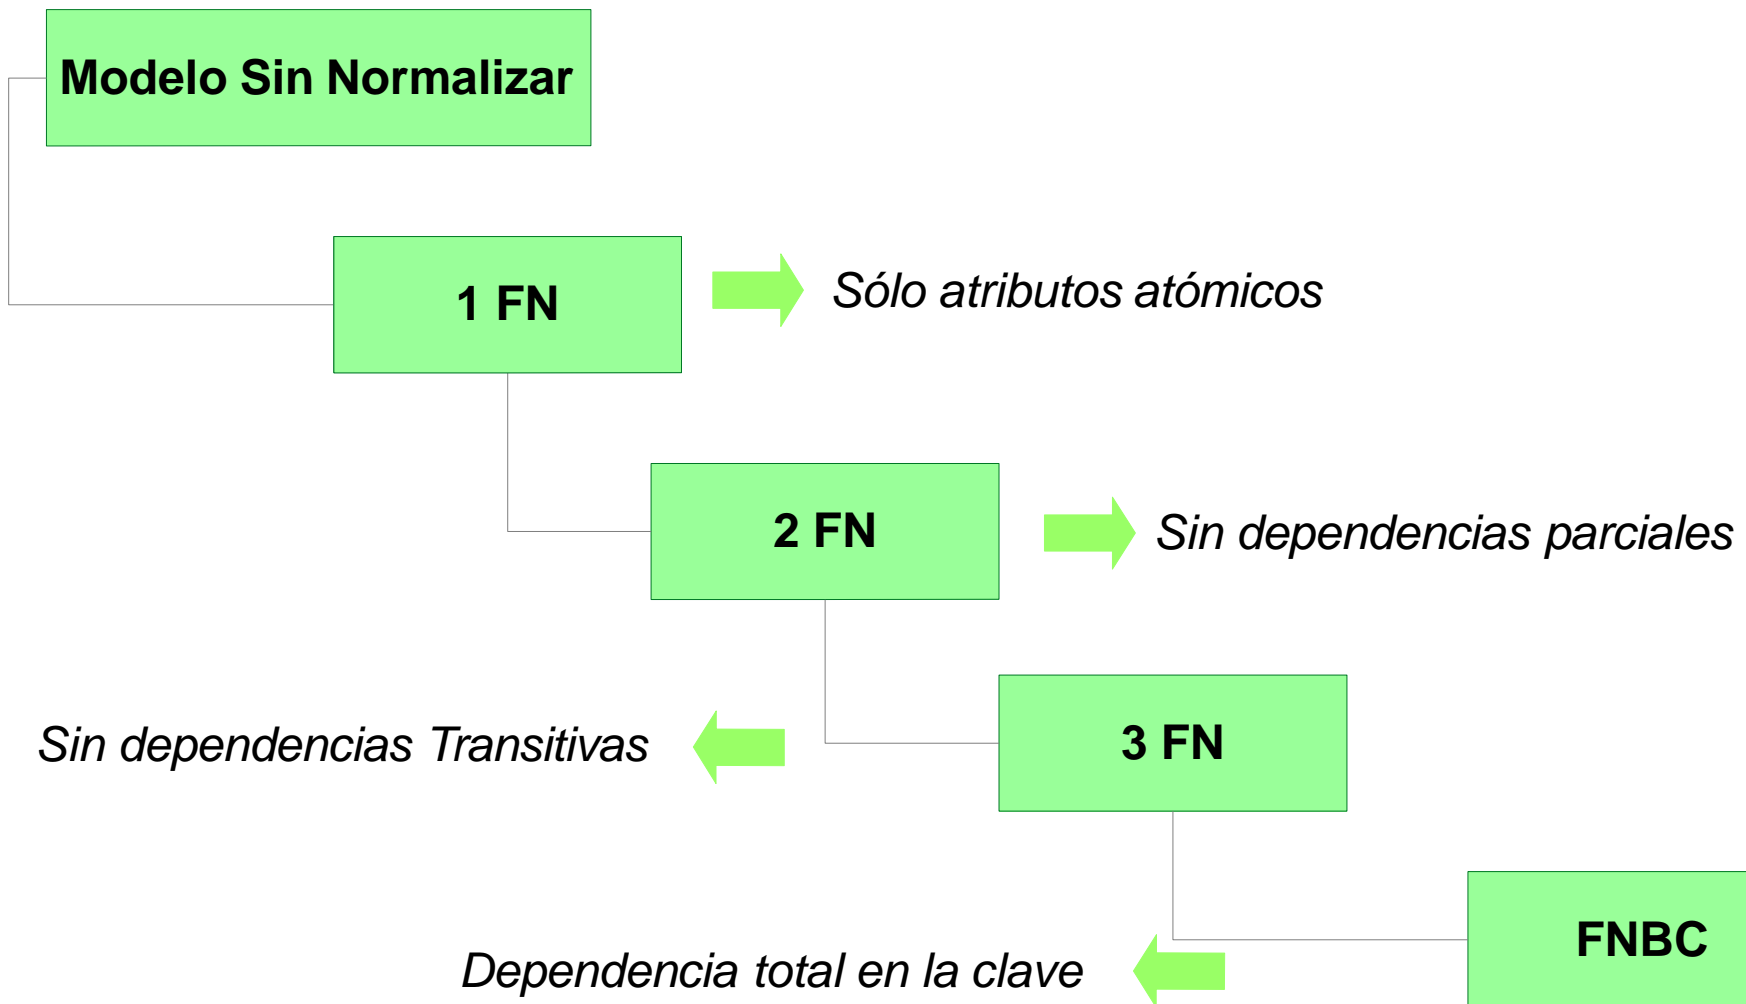 Modelo Sin Normalizar
1 FN
Sólo atributos atómicos
2 FN
Sin dependencias parciales
Sin dependencias Transitivas
3 FN
FNBC
Dependencia total en la clave